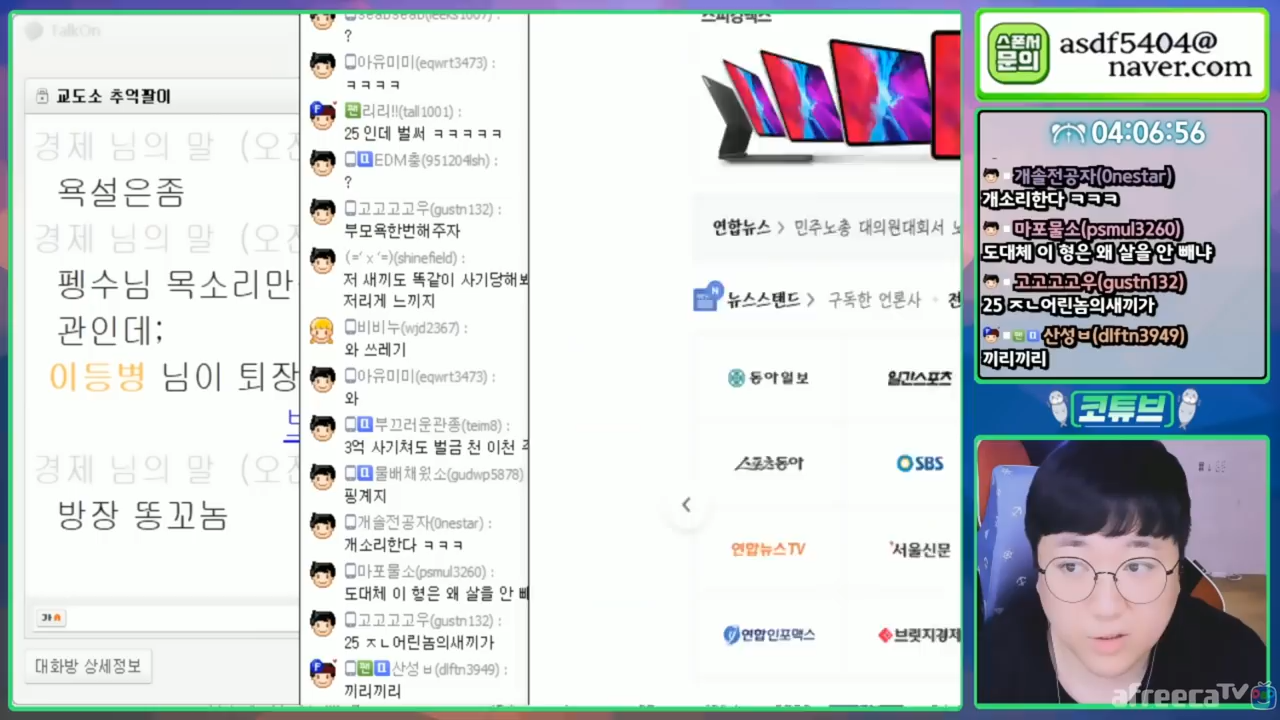 TalkOn
교도소 추억팔이
경제 님의 말 (오전
욕설은좀
경제 님의 말 (오전
펭수님 목소리만
관인데;
이등병 님이 퇴장
경제 님의 말 (오전
방장 똥꼬놈
가
대화방 상세정보
?
아유미미(eqwrt3473) :
ㅋㅋㅋㅋ
팬 리리!!(tall1001) :
25 인데 벌써 ㅋㅋㅋㅋㅋ
EDM충(951204lsh) :
?
고고고고우(gustn132) :
부모욕한번해주자
(='x'=)(shinefield) :
저 새끼도 똑같이 사기당해보
저리게 느끼지
비비누(wjd2367) :
와 쓰레기
아유미미(eqwrt3473) :
와
부끄러운관종(teim8) :
3억 사기쳐도 벌금 천 이천
물배채웠소(gudwp5878)
핑계지
개솔전공자(0nestar) :
개소리한다 ㅋㅋㅋ
마포물소(psmul3260) :
도대체 이 형은 왜 살을 안 빼
고고고고우(gustn132) :
25 ㅈㄴ어린놈의새끼가
팬 산성ㅂ(dlftn3949) :
끼리끼리
연합뉴스 > 민주노총 대의원대회서 노
뉴스스탠드 > 구독한 언론사
동아일보
일간스포츠
스포츠동아
SBS
연합뉴스TV
서울신문
연합인포맥스
브릿지경제
스폰서
문의
asdf5404@
naver.com
04:06:56
개솔전공자(0nestar)
개소리한다 ㅋㅋㅋ
마포물소(psmul3260)
도대체 이 형은 왜 살을 안 빼냐
고고고고우(gustn132)
25 ㅈㄴ어린놈의새끼가
팬 산성ㅂ(dlftn3949)
끼리끼리
코튜브
afreecaTV